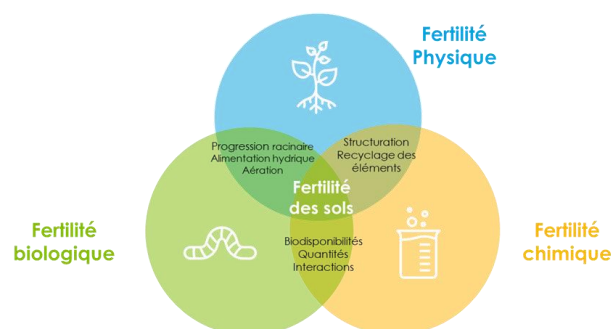 Fertilité
Physique
Progression racinaire
Alimentation hydrique
Aération
Structuration
Recyclage des
éléments
Fertilité
des sols
Fertilité
biologique
Biodisponibilités
Quantités
Interactions
Fertilité
chimique